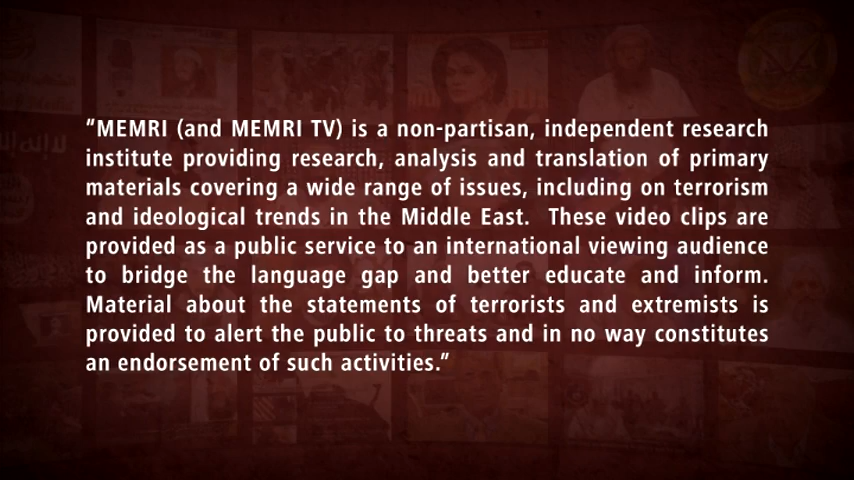 “MEMRI (and MEMRI TV) is a non-partisan, independent research
institute providing research, analysis and translation of primary
materials covering a wide range of issues, including on terrorism
and ideological trends in the Middle East.  These video clips are
provided as a public service to an international viewing audience
to bridge the language gap and better educate and inform.
Material about the statements of terrorists and extremists is
provided to alert the public to threats and in no way constitutes
an endorsement of such activities.”